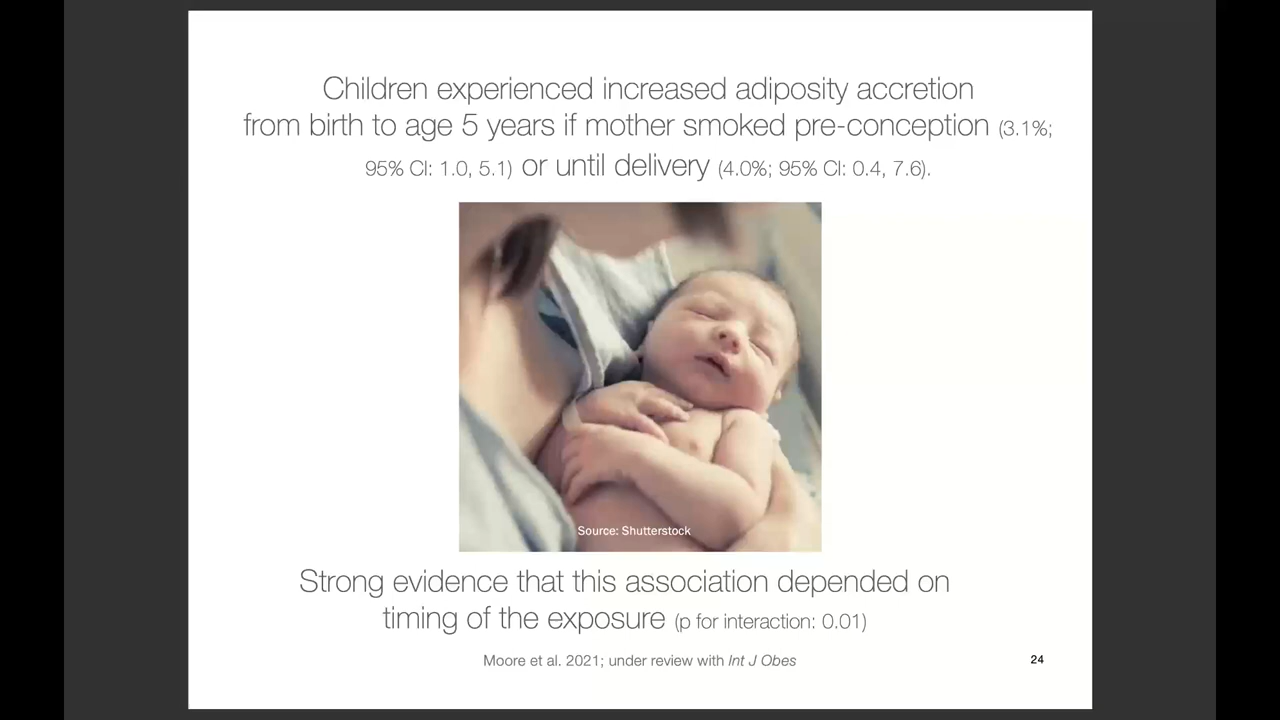 Children experienced increased adiposity accretion
from birth to age 5 years if mother smoked pre-conception (3.1%;
95% CI: 1.0, 5.1) or until delivery (4.0%; 95% CI: 0.4, 7.6).
Source: Shutterstock
Strong evidence that this association depended on
timing of the exposure (p for interaction: 0.01)
Moore et al. 2021; under review with Int J Obes
24